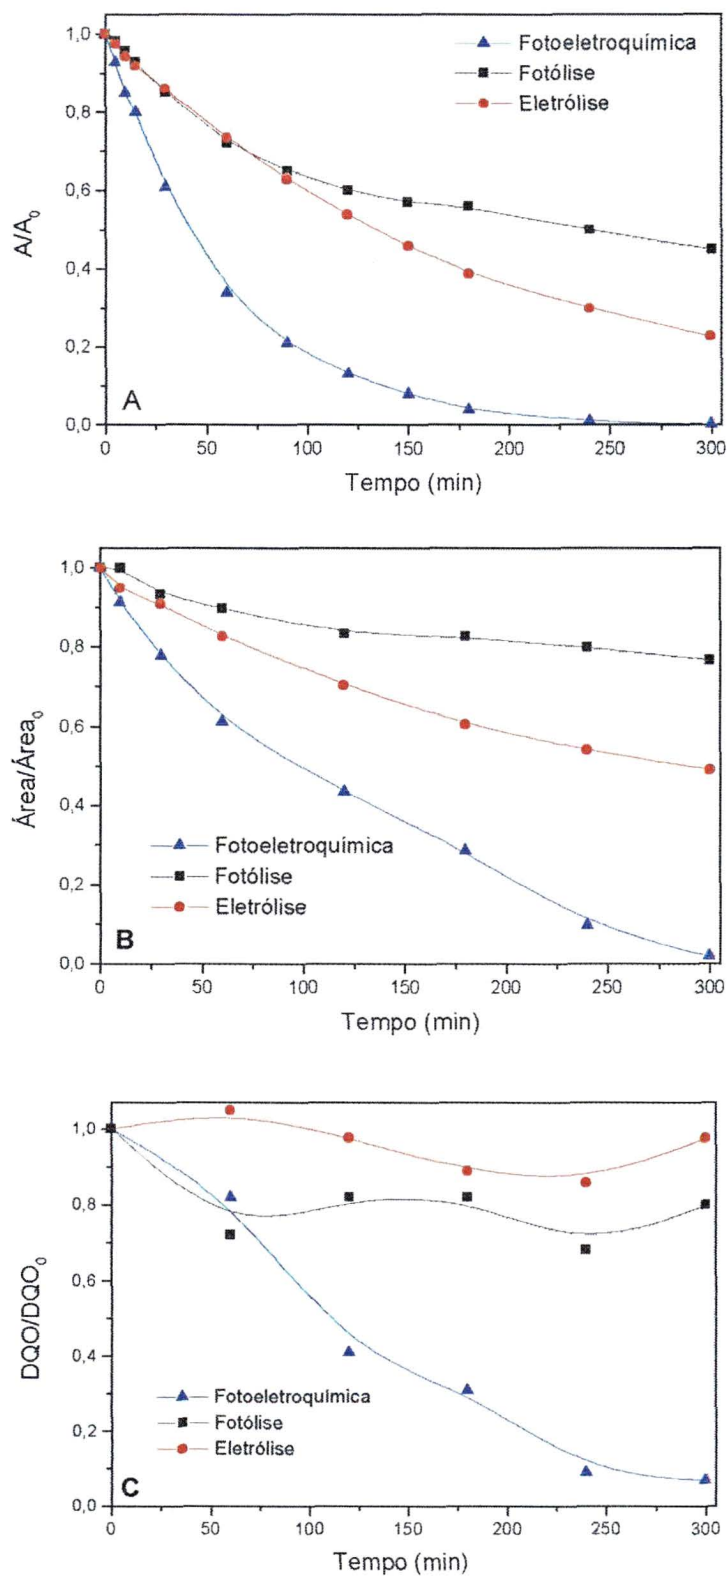 1,0
0,8
0,6
0,4
0,2
0,0
A/A0
Fotoeletroquímica
Fotólise
Eletrólise
A
0 50 100 150 200 250 300
Tempo (min)
1,0
0,8
0,6
0,4
0,2
0,0
Área/Área0
Fotoeletroquímica
Fotólise
Eletrólise
B
0 50 100 150 200 250 300
Tempo (min)
1,0
0,8
0,6
0,4
0,2
0,0
DQO/DQO0
Fotoeletroquímica
Fotólise
Eletrólise
C
0 50 100 150 200 250 300
Tempo (min)